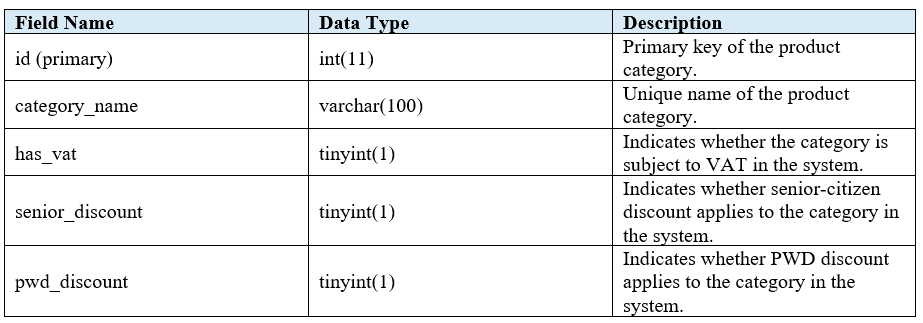 Field Name Data Type Description
id (primary) int(11) Primary key of the product
category.
category_name varchar(100) Unique name of the product
category.
has_vat tinyint(1) Indicates whether the category is
subject to VAT in the system.
senior_discount tinyint(1) Indicates whether senior-citizen
discount applies to the category in
the system.
pwd_discount tinyint(1) Indicates whether PWD discount
applies to the category in the
system.